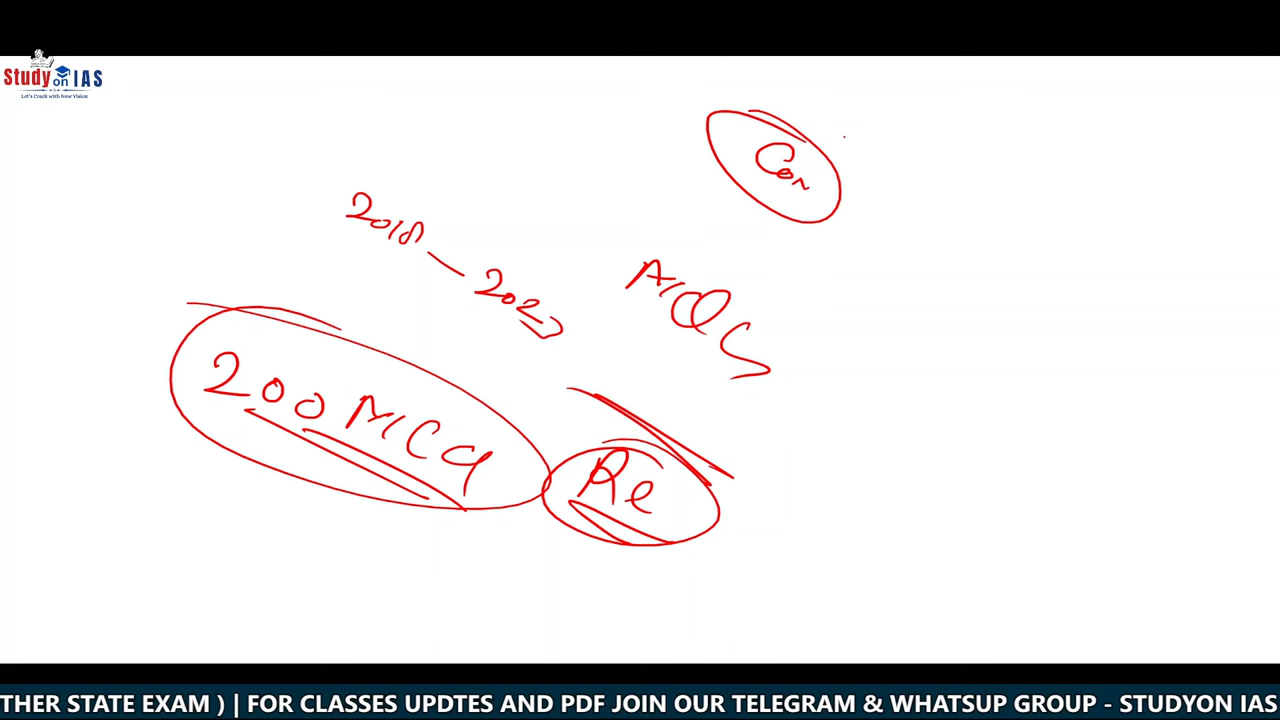 Study on IAS
Let's Crack with New Vision
Con
2018 - 2023
MCQs
200 MCQ
Re
THER STATE EXAM ) | FOR CLASSES UPDTES AND PDF JOIN OUR TELEGRAM & WHATSUP GROUP - STUDYON IAS